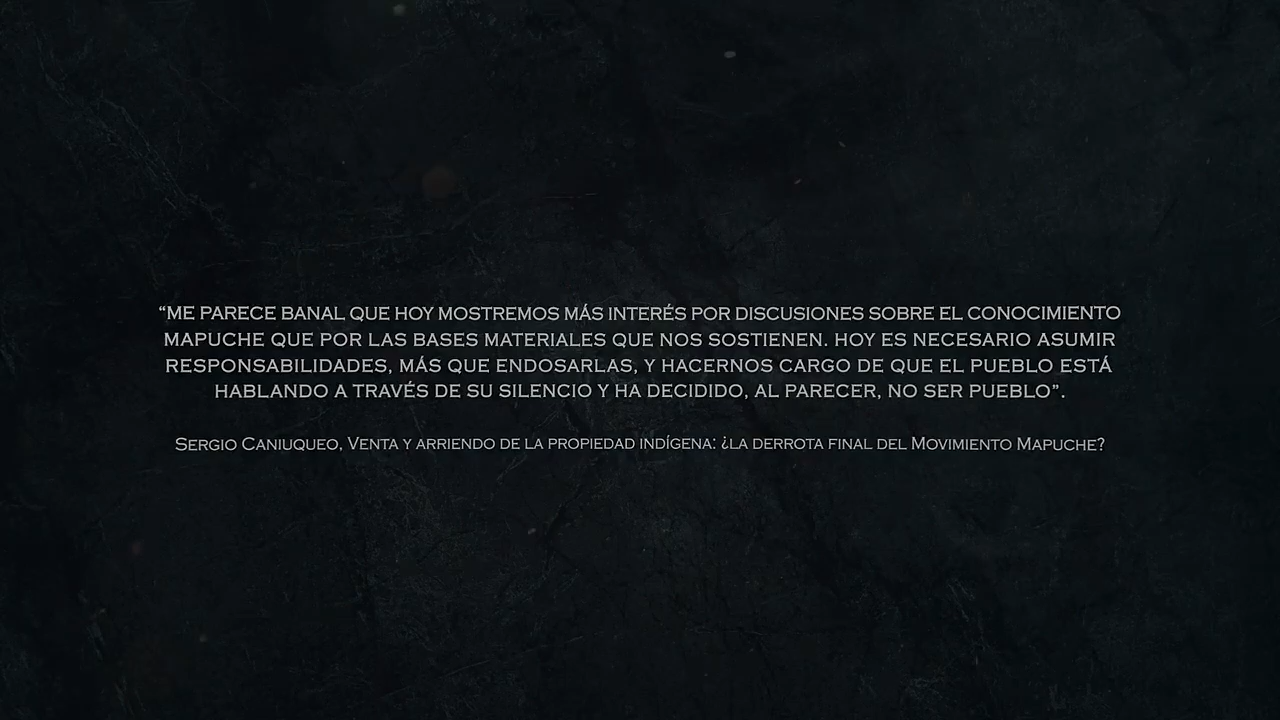 “ME PARECE BANAL QUE HOY MOSTREMOS MÁS INTERÉS POR DISCUSIONES SOBRE EL CONOCIMIENTO
MAPUCHE QUE POR LAS BASES MATERIALES QUE NOS SOSTIENEN. HOY ES NECESARIO ASUMIR
RESPONSABILIDADES, MÁS QUE ENDOSARLAS, Y HACERNOS CARGO DE QUE EL PUEBLO ESTÁ
HABLANDO A TRAVÉS DE SU SILENCIO Y HA DECIDIDO, AL PARECER, NO SER PUEBLO”.
Sergio Caniuqueo, Venta y arriendo de la propiedad indígena: ¿la derrota final del Movimiento Mapuche?